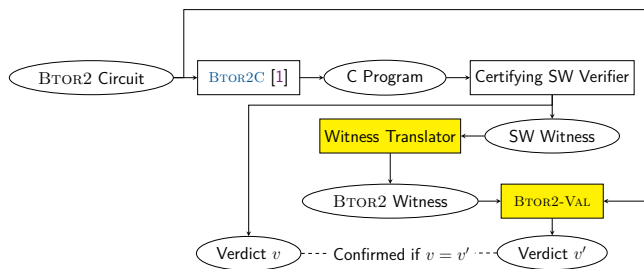 BTOR2 Circuit
BTOR2C [1]
C Program
Certifying SW Verifier
Witness Translator
SW Witness
BTOR2 Witness
BTOR2-VAL
Verdict v
Confirmed if v = v′
Verdict v′